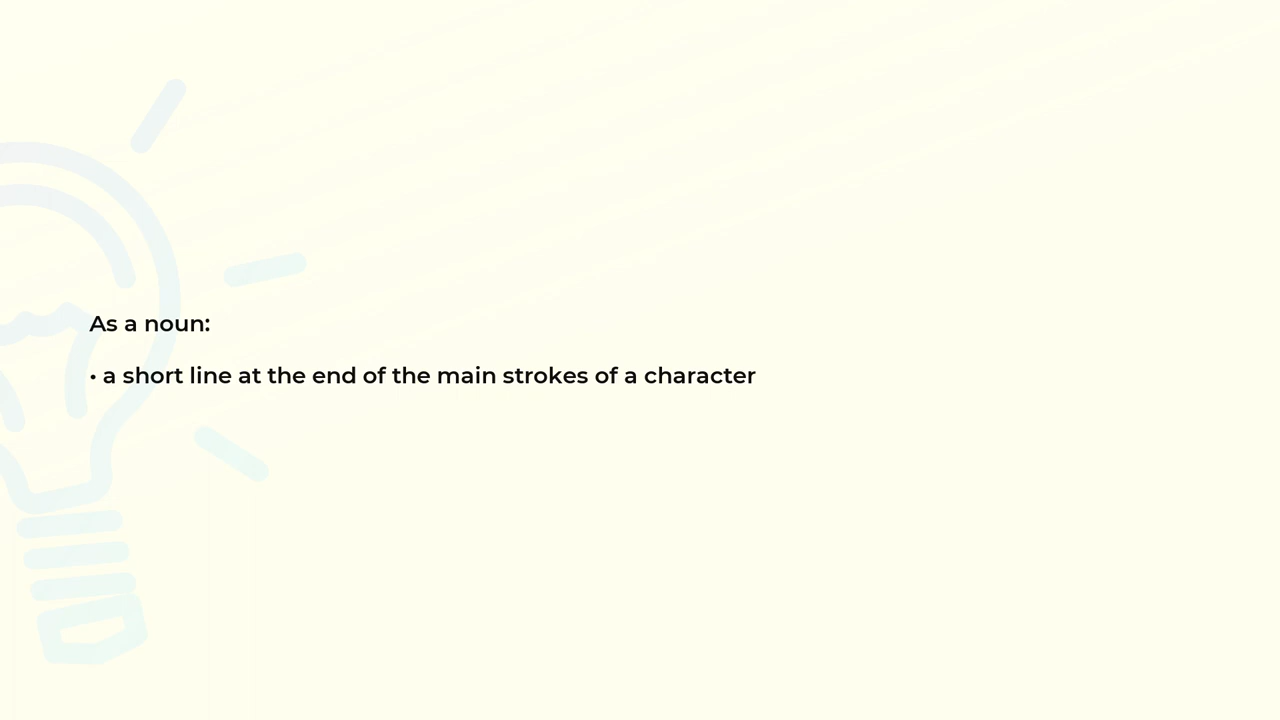 As a noun:
• a short line at the end of the main strokes of a character